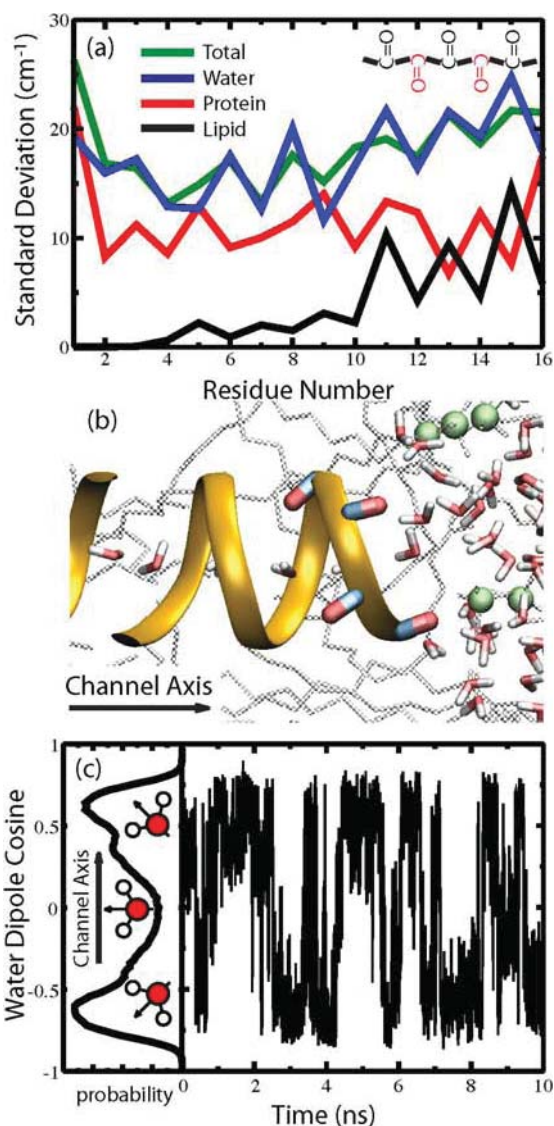 (a)
Total
Water
Protein
Lipid
C=O
C=O
C=O
C=O
C=O
Standard Deviation (cm⁻¹)
30
20
10
0
2 4 6 8 10 12 14 16
Residue Number
(b)
Channel Axis
(c)
Water Dipole Cosine
1
0.5
0
-0.5
-1
Channel Axis
probability
0 2 4 6 8 10
Time (ns)